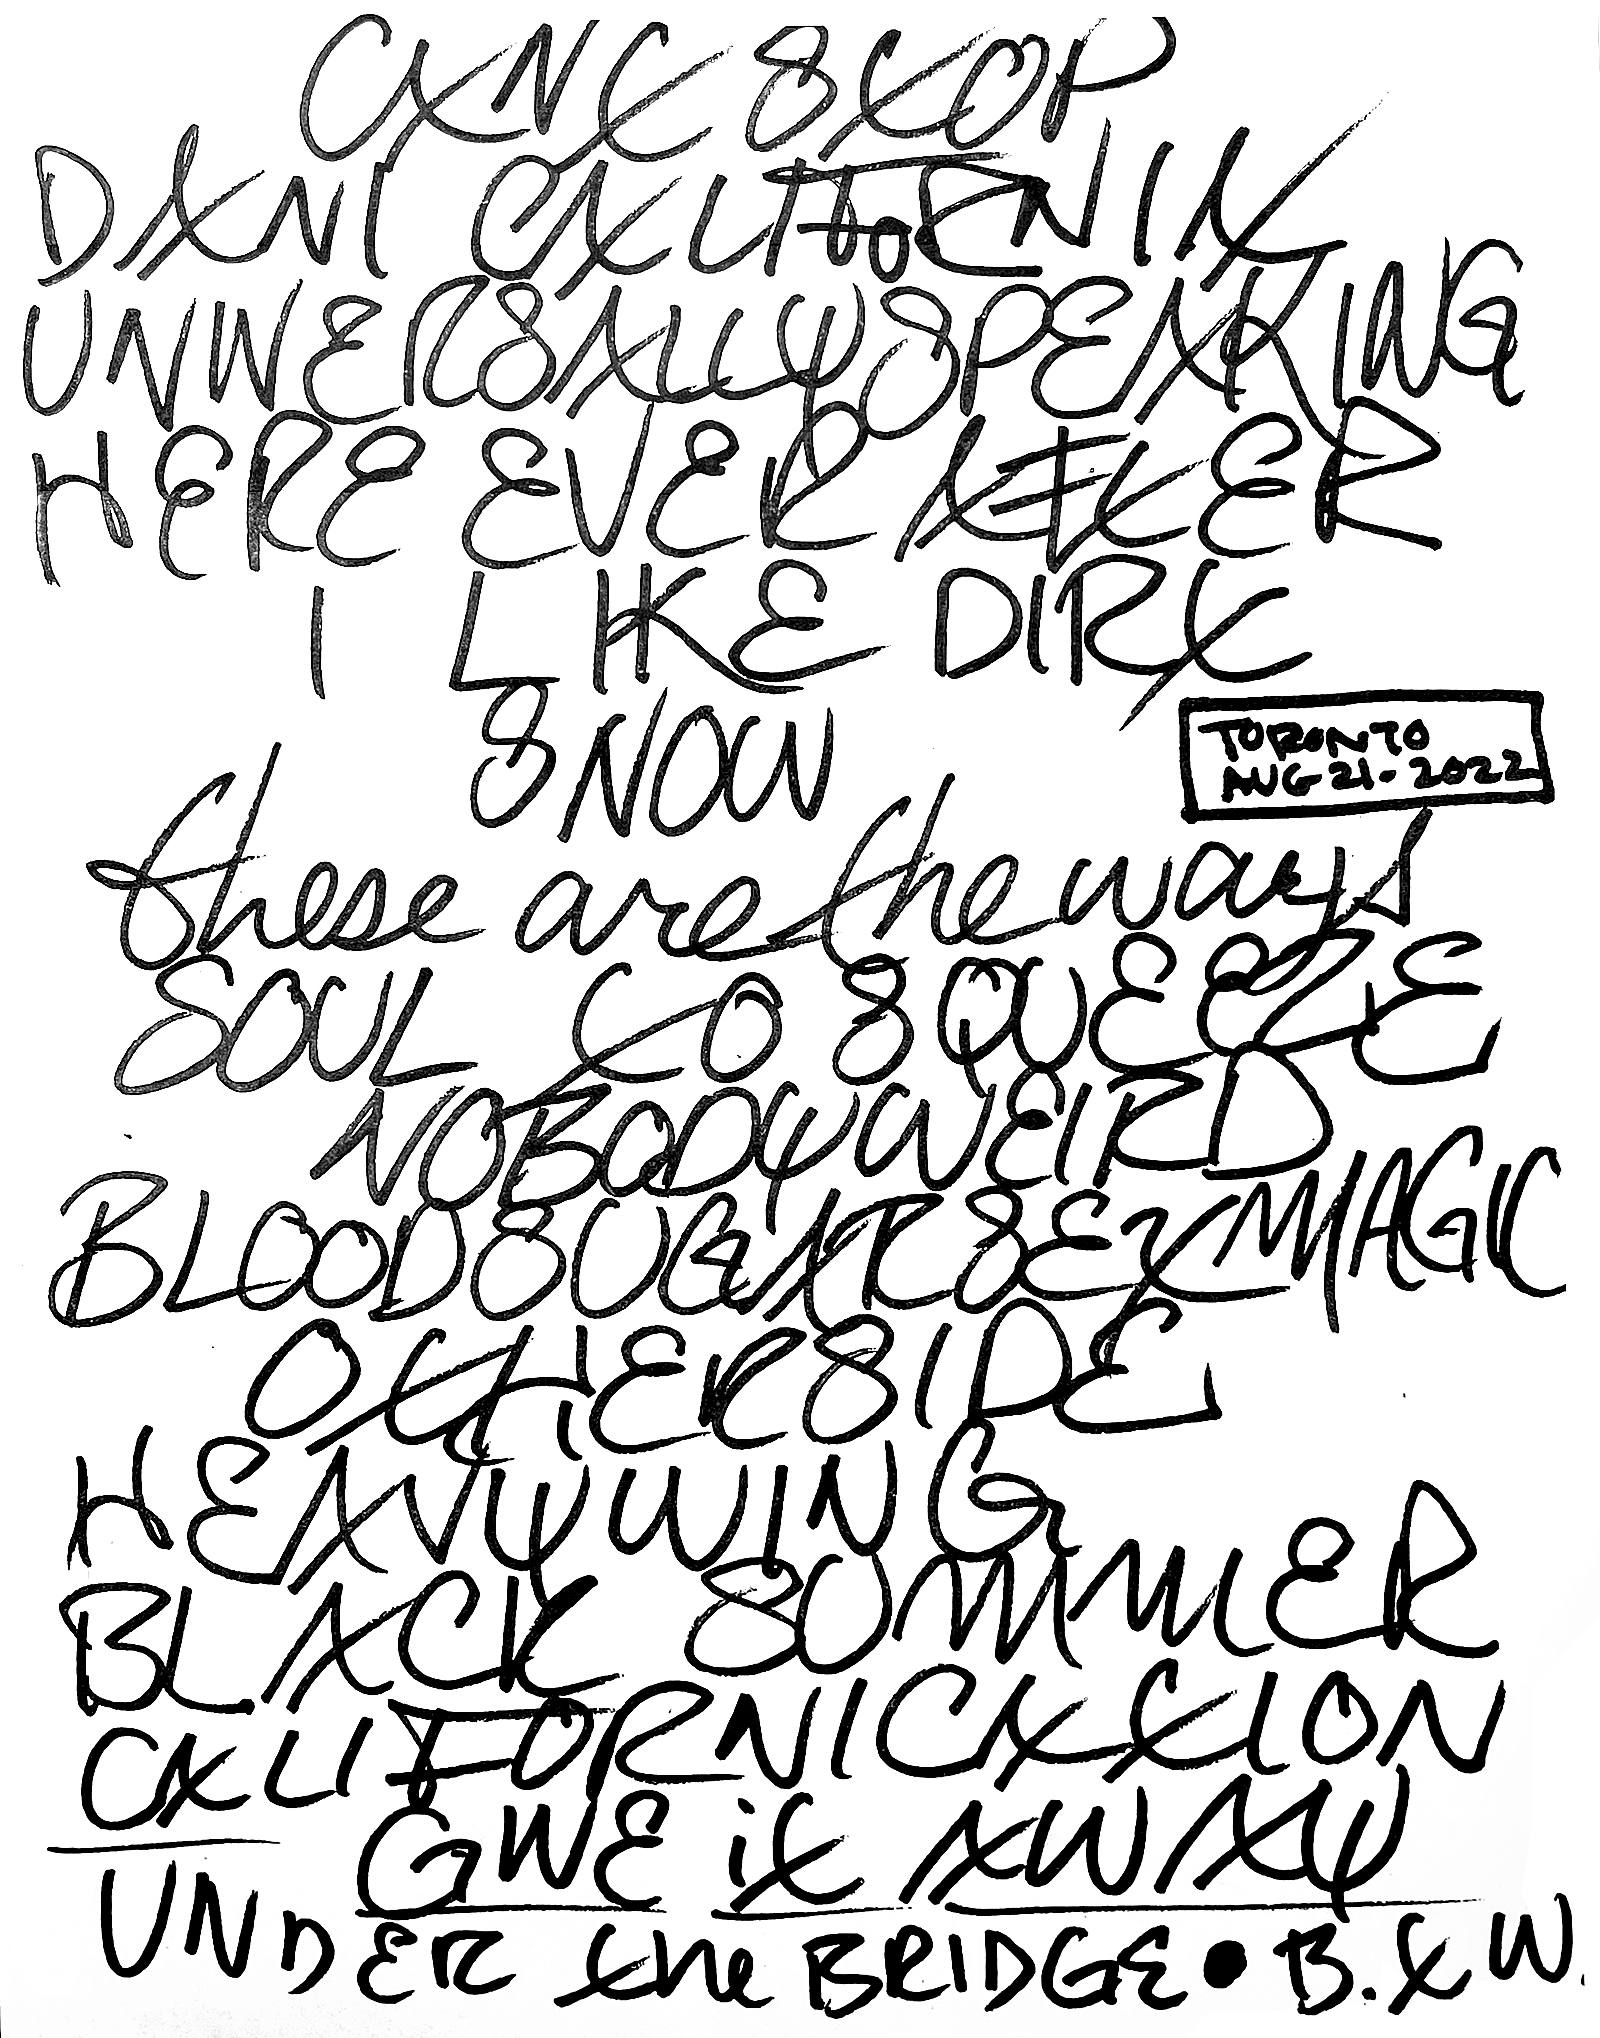 CAN'T STOP
DANI CALIFORNIA
UNIVERSALLY SPEAKING
HERE EVER AFTER
I LIKE DIRT
SNOW
TORONTO
AUG 21 • 2022
these are the ways
SOUL TO SQUEEZE
NOBODY WEIRD
BLOOD SUGAR SEX MAGIC
OTHERSIDE
HEAVY WING
BLACK SUMMER
CALIFORNICATION
GIVE it AWAY
UNDER the BRIDGE • B.T.W.